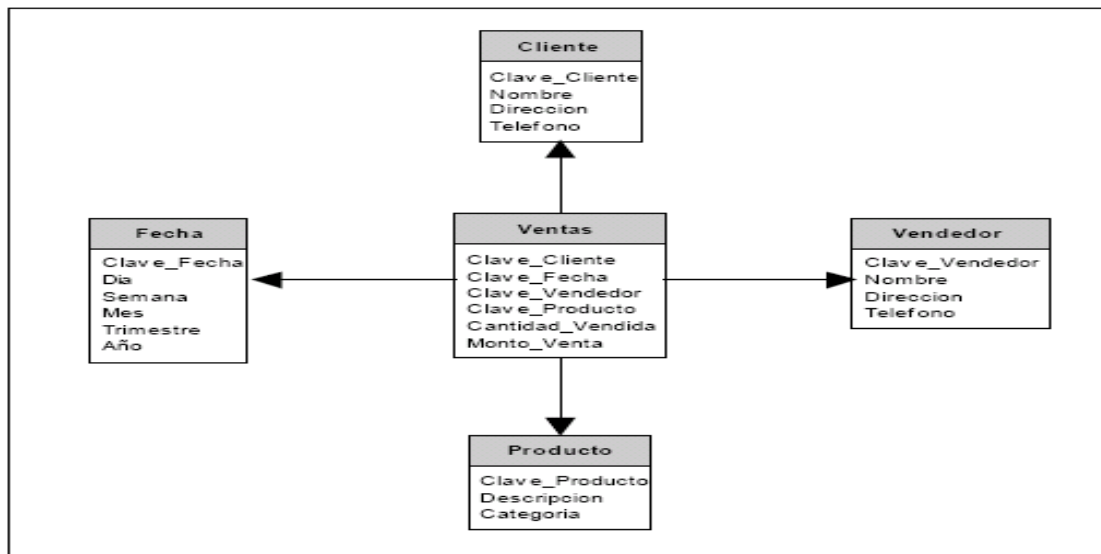 Cliente
Clave_Cliente
Nombre
Direccion
Telefono
Fecha
Clave_Fecha
Dia
Semana
Mes
Trimestre
Año
Ventas
Clave_Cliente
Clave_Fecha
Clave_Vendedor
Clave_Producto
Cantidad_Vendida
Monto_Venta
Vendedor
Clave_Vendedor
Nombre
Direccion
Telefono
Producto
Clave_Producto
Descripcion
Categoria